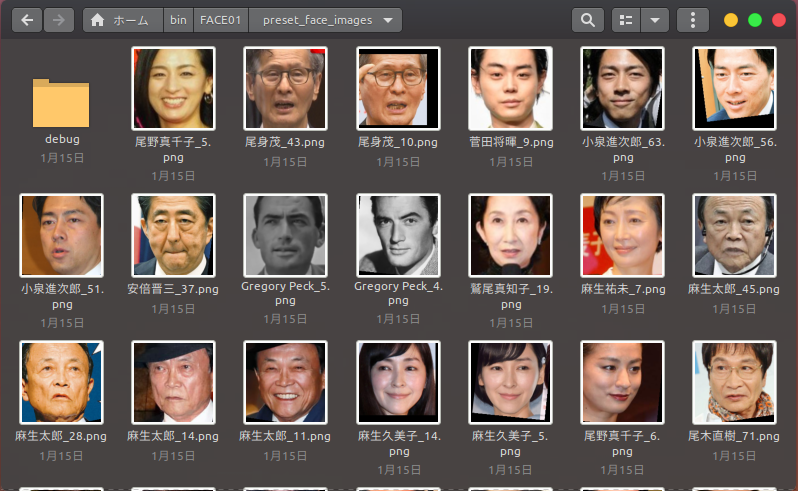 ホーム bin FACE01 preset_face_images
debug
1月15日
尾野真千子_5.
png
1月15日
尾身茂_43.png
1月15日
尾身茂_10.png
1月15日
菅田将暉_9.png
1月15日
小泉進次郎_63.
png
1月15日
小泉進次郎_56.
png
1月15日
小泉進次郎_51.
png
1月15日
安倍晋三_37.png
1月15日
Gregory Peck_5.
png
1月15日
Gregory Peck_4.
png
1月15日
鷲尾真知子_19.
png
1月15日
麻生祐未_7.png
1月15日
麻生太郎_45.png
1月15日
麻生太郎_28.png
1月15日
麻生太郎_14.png
1月15日
麻生太郎_11.png
1月15日
麻生久美子_14.
png
1月15日
麻生久美子_5.
png
1月15日
尾野真千子_6.
png
1月15日
尾木直樹_71.png
1月15日